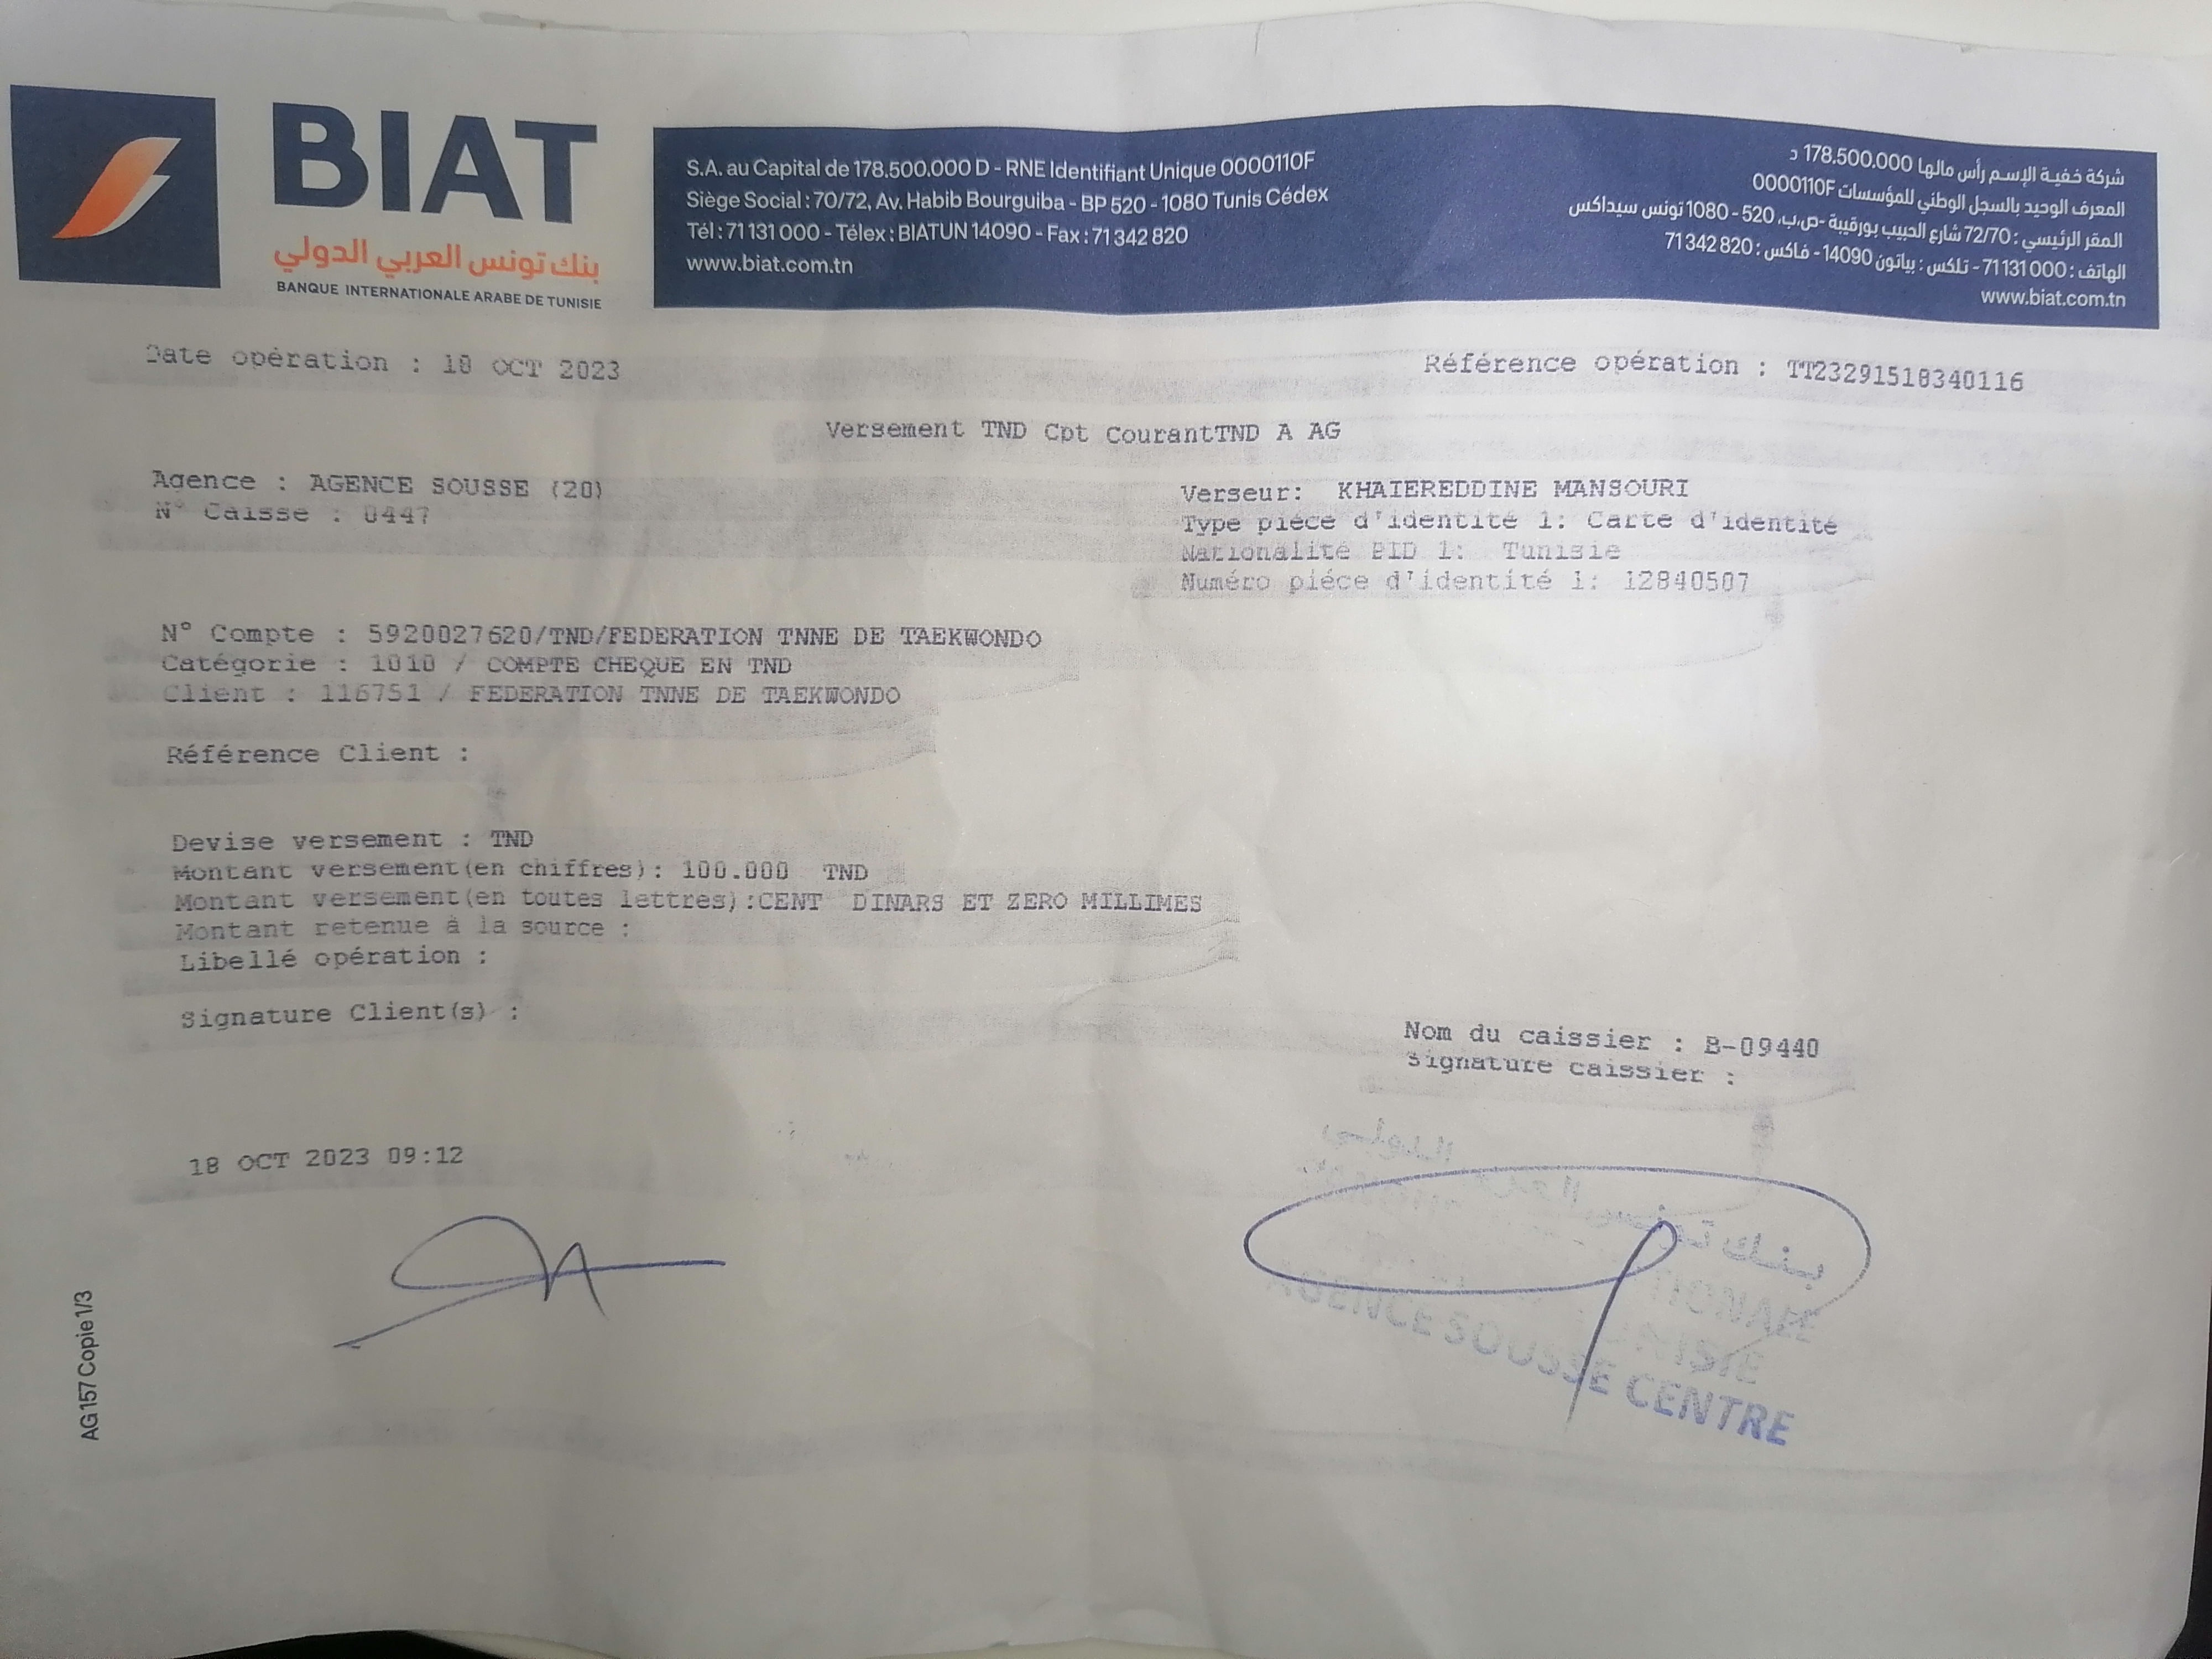 BIAT
بنك تونس العربي الدولي
BANQUE INTERNATIONALE ARABE DE TUNISIE
S.A. au Capital de 178.500.000 D - RNE Identifiant Unique 0000110F
Siège Social : 70/72, Av. Habib Bourguiba - BP 520 - 1080 Tunis Cédex
Tél : 71 131 000 - Télex : BIATUN 14090 - Fax : 71 342 820
www.biat.com.tn
شركة خفية الإسم رأس مالها 178.500.000 د
المعرف الوحيد بالسجل الوطني للمؤسسات 0000110F
المقر الرئيسي : 72/70 شارع الحبيب بورقيبة -ص.ب، 520 - 1080 تونس سيداكس
الهاتف : 71 131 000 - تلكس : بياتون 14090 - فاكس : 71 342 820
www.biat.com.tn
Date opération : 18 OCT 2023
Référence opération : TT23291518340116
Versement TND Cpt CourantTND A AG
Agence : AGENCE SOUSSE (20)
N° Caisse : 0447
Verseur: KHAIEREDDINE MANSOURI
Type piéce d'identité 1: Carte d'identité
Nationalité PID 1: Tunisie
Numéro piéce d'identité 1: 12840507
N° Compte : 5920027620/TND/FEDERATION TNNE DE TAEKWONDO
Catégorie : 1010 / COMPTE CHEQUE EN TND
Client : 116751 / FEDERATION TNNE DE TAEKWONDO
Référence Client :
Devise versement : TND
Montant versement(en chiffres): 100.000 TND
Montant versement(en toutes lettres):CENT DINARS ET ZERO MILLIMES
Montant retenue à la source :
Libellé opération :
Signature Client(s) :
Nom du caissier : B-09440
Signature caissier :
18 OCT 2023 09:12
بنك تونس
AGENCE SOUSSE CENTRE
AG157 Copie 1/3